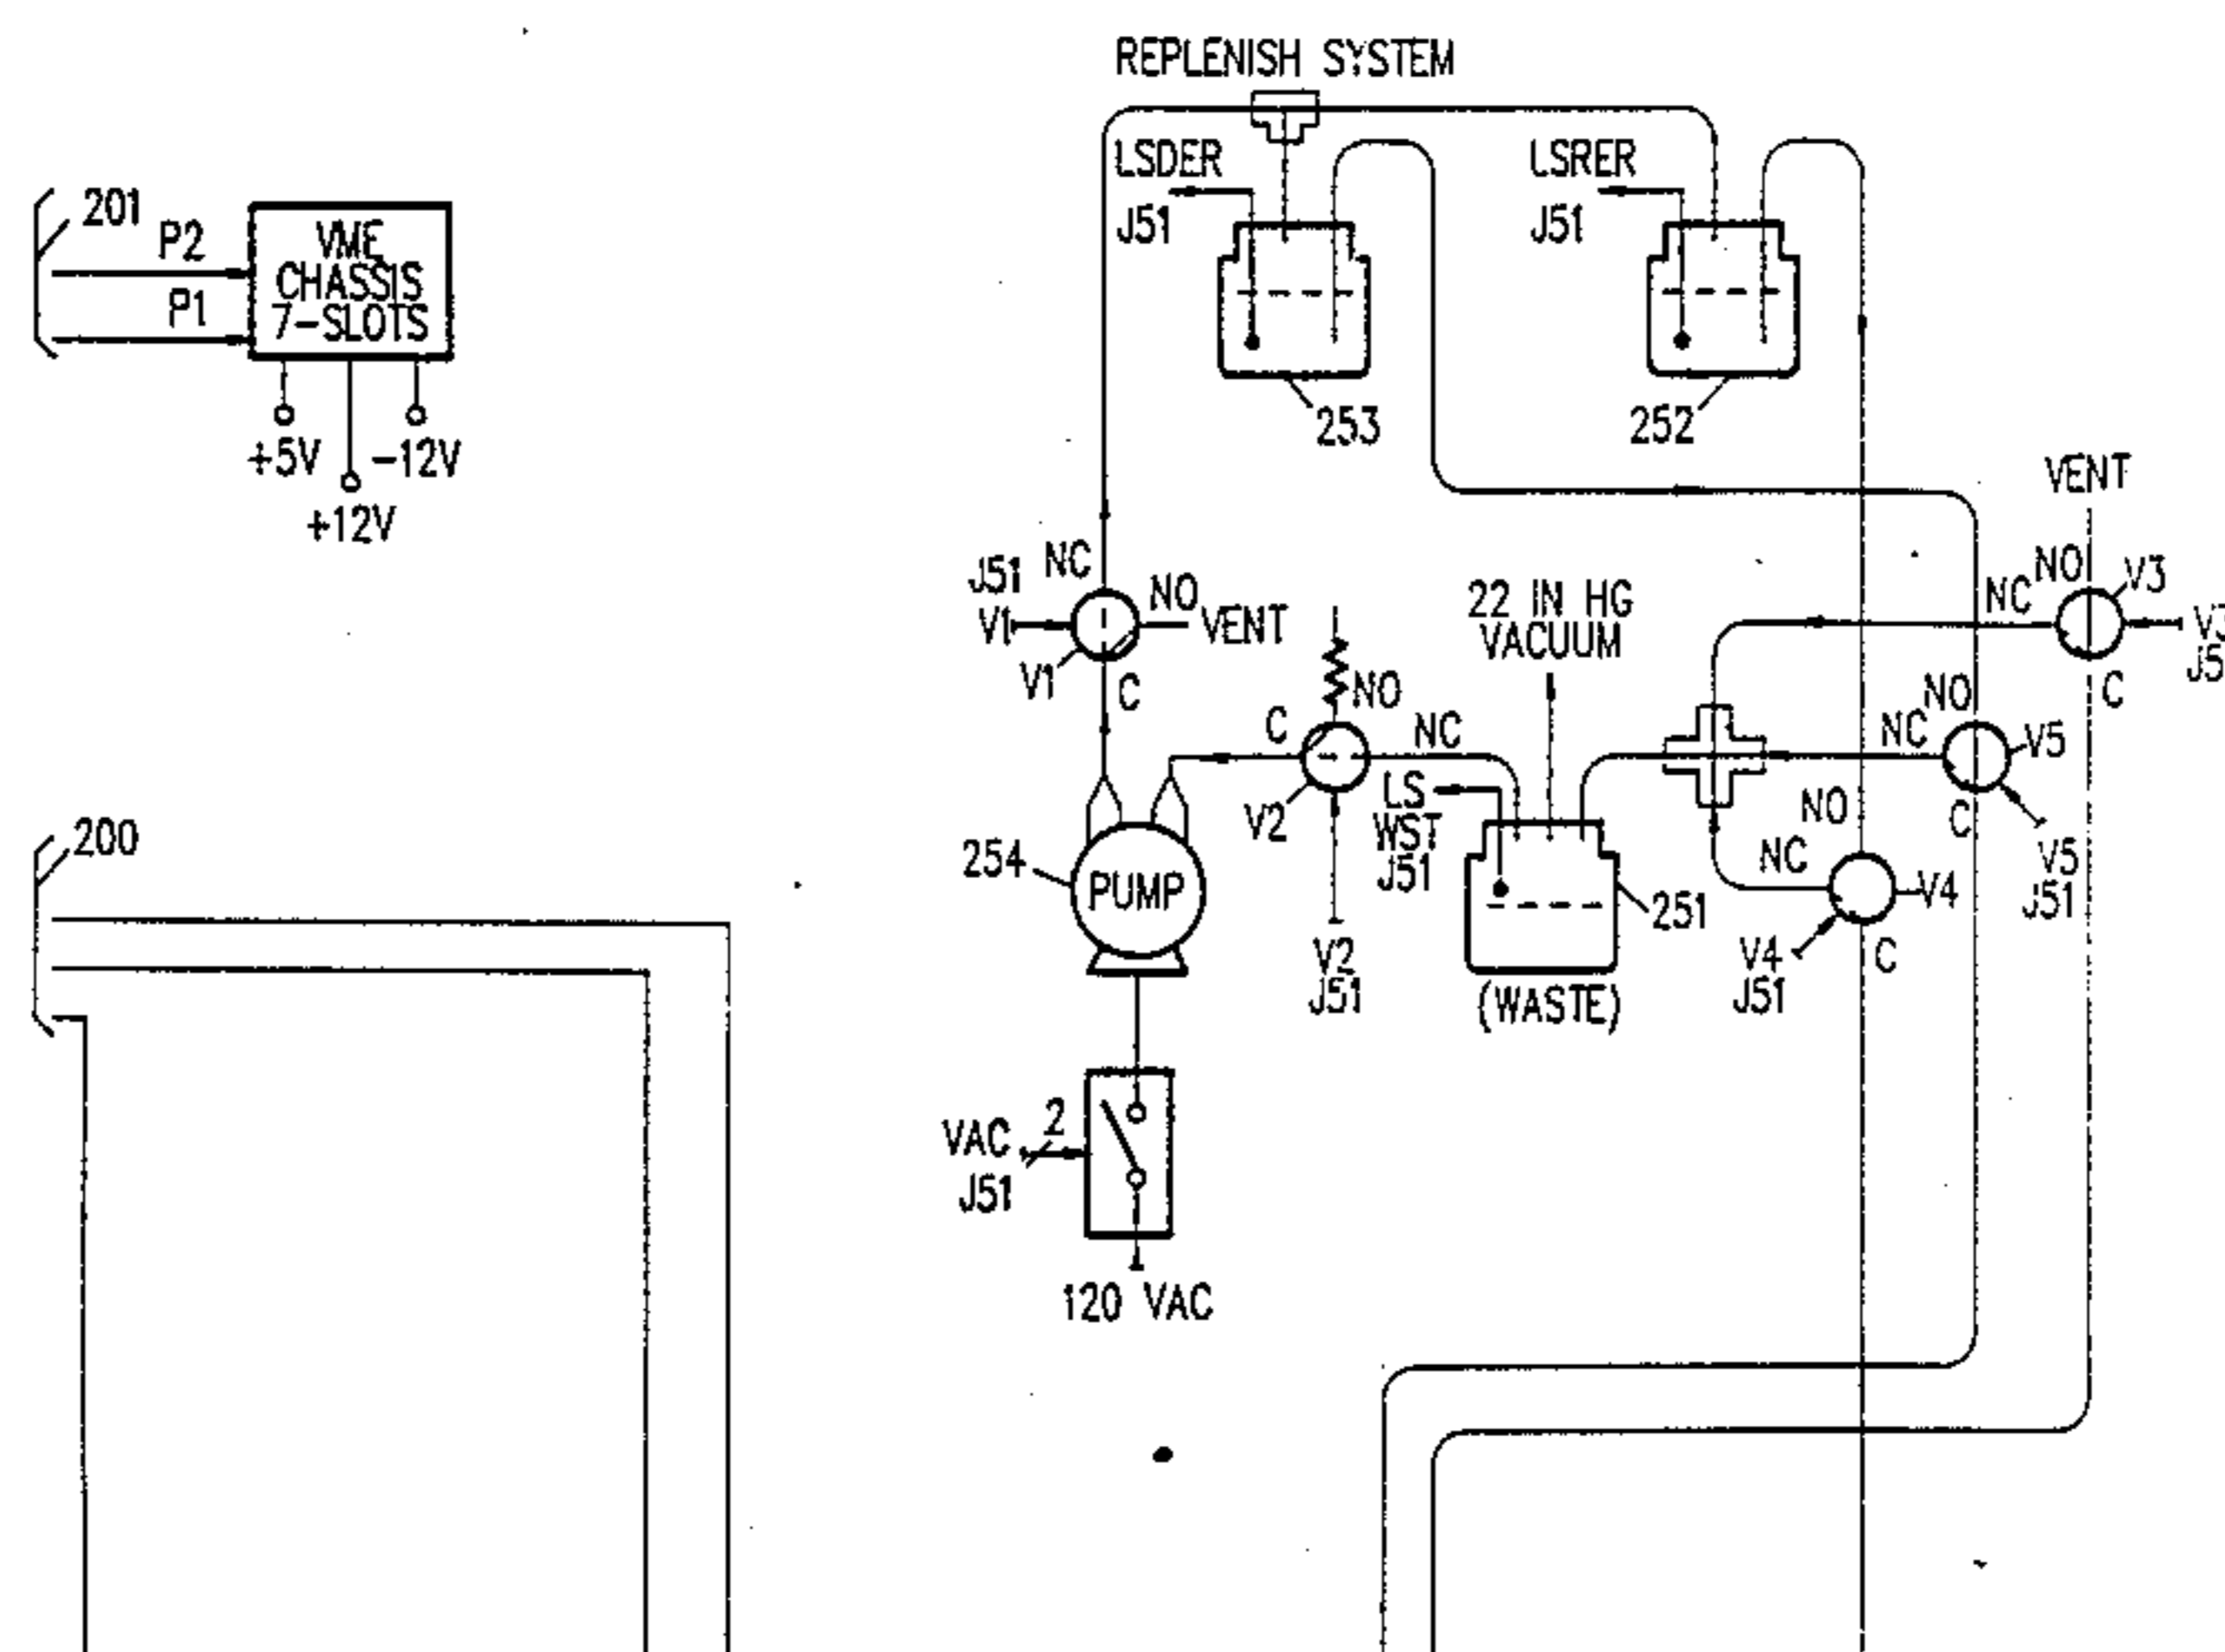 REPLENISH SYSTEM
201
P2
P1
VME
CHASSIS
7-SLOTS
+5V
-12V
+12V
LSDER
J51
LSRER
J51
253
252
VENT
J51
V1
NC
NO
VENT
V1
C
22 IN HG
VACUUM
NO
V3
NC
C
NO
C
NC
V2
LS
WST
J51
V2
J51
251
(WASTE)
NO
NC
V5
C
V5
J51
NO
NC
V4
V4
J51
C
254
PUMP
200
VAC
J51
2
120 VAC